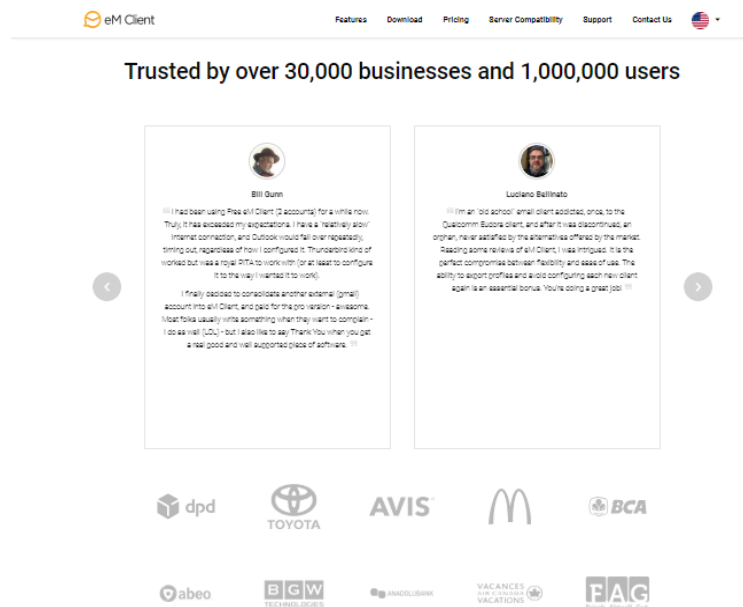 eM Client
Features Download Pricing Server Compatibility Support Contact Us
Trusted by over 30,000 businesses and 1,000,000 users
Bill Gunn
“ I had been using Free eM Client (2 accounts) for a while now.
Truly, it has exceeded my expectations. I have a 'relatively slow'
internet connection, and Outlook would fall over repeatedly,
timing out, regardless of how I configured it. Thunderbird kind of
worked but was a royal PITA to work with (or at least to configure
it to the way I wanted it to work).
I finally decided to consolidate another external (gmail)
account into eM Client, and paid for the pro version - awesome.
Most folks usually write something when they want to complain -
I do as well (LOL) - but I also like to say Thank You when you get
a real good and well supported piece of software. ”
Luciano Bellinato
“ I'm an 'old school' email client addicted, once, to the
Qualcomm Eudora client, and after it was discontinued, an
orphan, never satisfied by the alternatives offered by the market.
Reading some reviews of eM Client, I was intrigued. It is the
perfect compromise between flexibility and ease of use. The
ability to export profiles and avoid configuring each new client
again is an essential bonus. You're doing a great job! ”
dpd
TOYOTA
AVIS
BCA
abeo
BGW
TECHNOLOGIES
ANADOLUBANK
VACANCES
AIR CANADA
VACATIONS
FAG